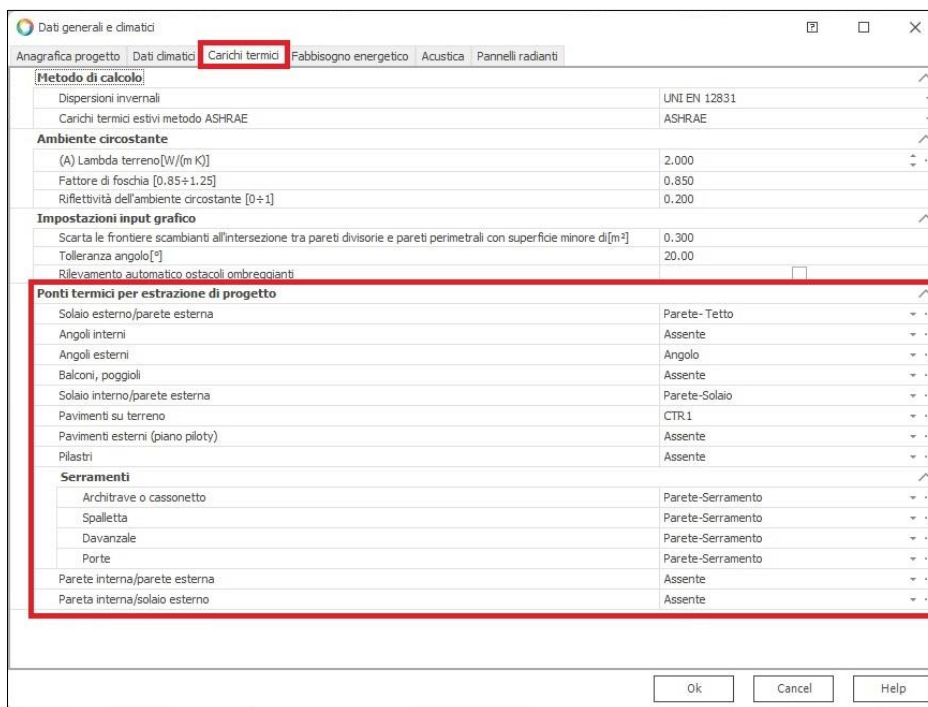 Dati generali e climatici
Anagrafica progetto Dati climatici Carichi termici Fabbisogno energetico Acustica Pannelli radianti
Metodo di calcolo
Dispersioni invernali UNI EN 12831
Carichi termici estivi metodo ASHRAE ASHRAE
Ambiente circostante
(A) Lambda terreno[W/(m K)] 2.000
Fattore di foschia [0.85÷1.25] 0.850
Riflettività dell'ambiente circostante [0÷1] 0.200
Impostazioni input grafico
Scarta le frontiere scambianti all'intersezione tra pareti divisorie e pareti perimetrali con superficie minore di[m²] 0.300
Tolleranza angolo[°] 20.00
Rilevamento automatico ostacoli ombreggianti
Ponti termici per estrazione di progetto
Solaio esterno/parete esterna Parete- Tetto
Angoli interni Assente
Angoli esterni Angolo
Balconi, poggioli Assente
Solaio interno/parete esterna Parete-Solaio
Pavimenti su terreno CTR1
Pavimenti esterni (piano piloty) Assente
Pilastri Assente
Serramenti
Architrave o cassonetto Parete-Serramento
Spalletta Parete-Serramento
Davanzale Parete-Serramento
Porte Parete-Serramento
Parete interna/parete esterna Assente
Pareta interna/solaio esterno Assente
Ok Cancel Help